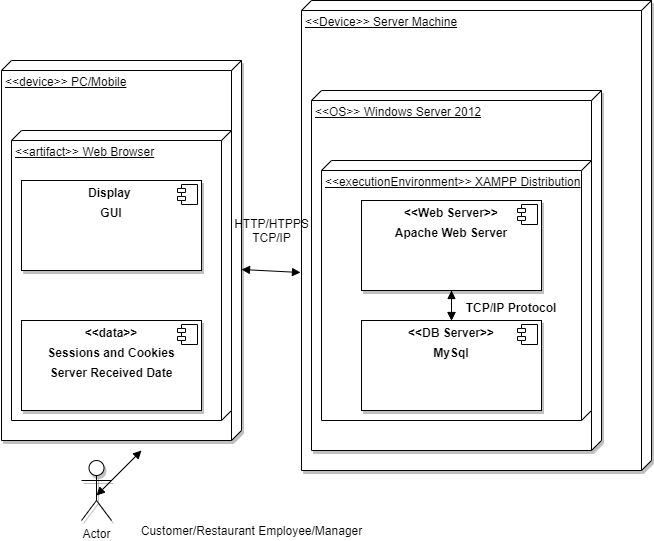 <<Device>> Server Machine
<<device>> PC/Mobile
<<OS>> Windows Server 2012
<<artifact>> Web Browser
<<executionEnvironment>> XAMPP Distribution
Display
GUI
<<Web Server>>
Apache Web Server
HTTP/HTPPS
TCP/IP
TCP/IP Protocol
<<data>>
Sessions and Cookies
Server Received Date
<<DB Server>>
MySql
Actor
Customer/Restaurant Employee/Manager